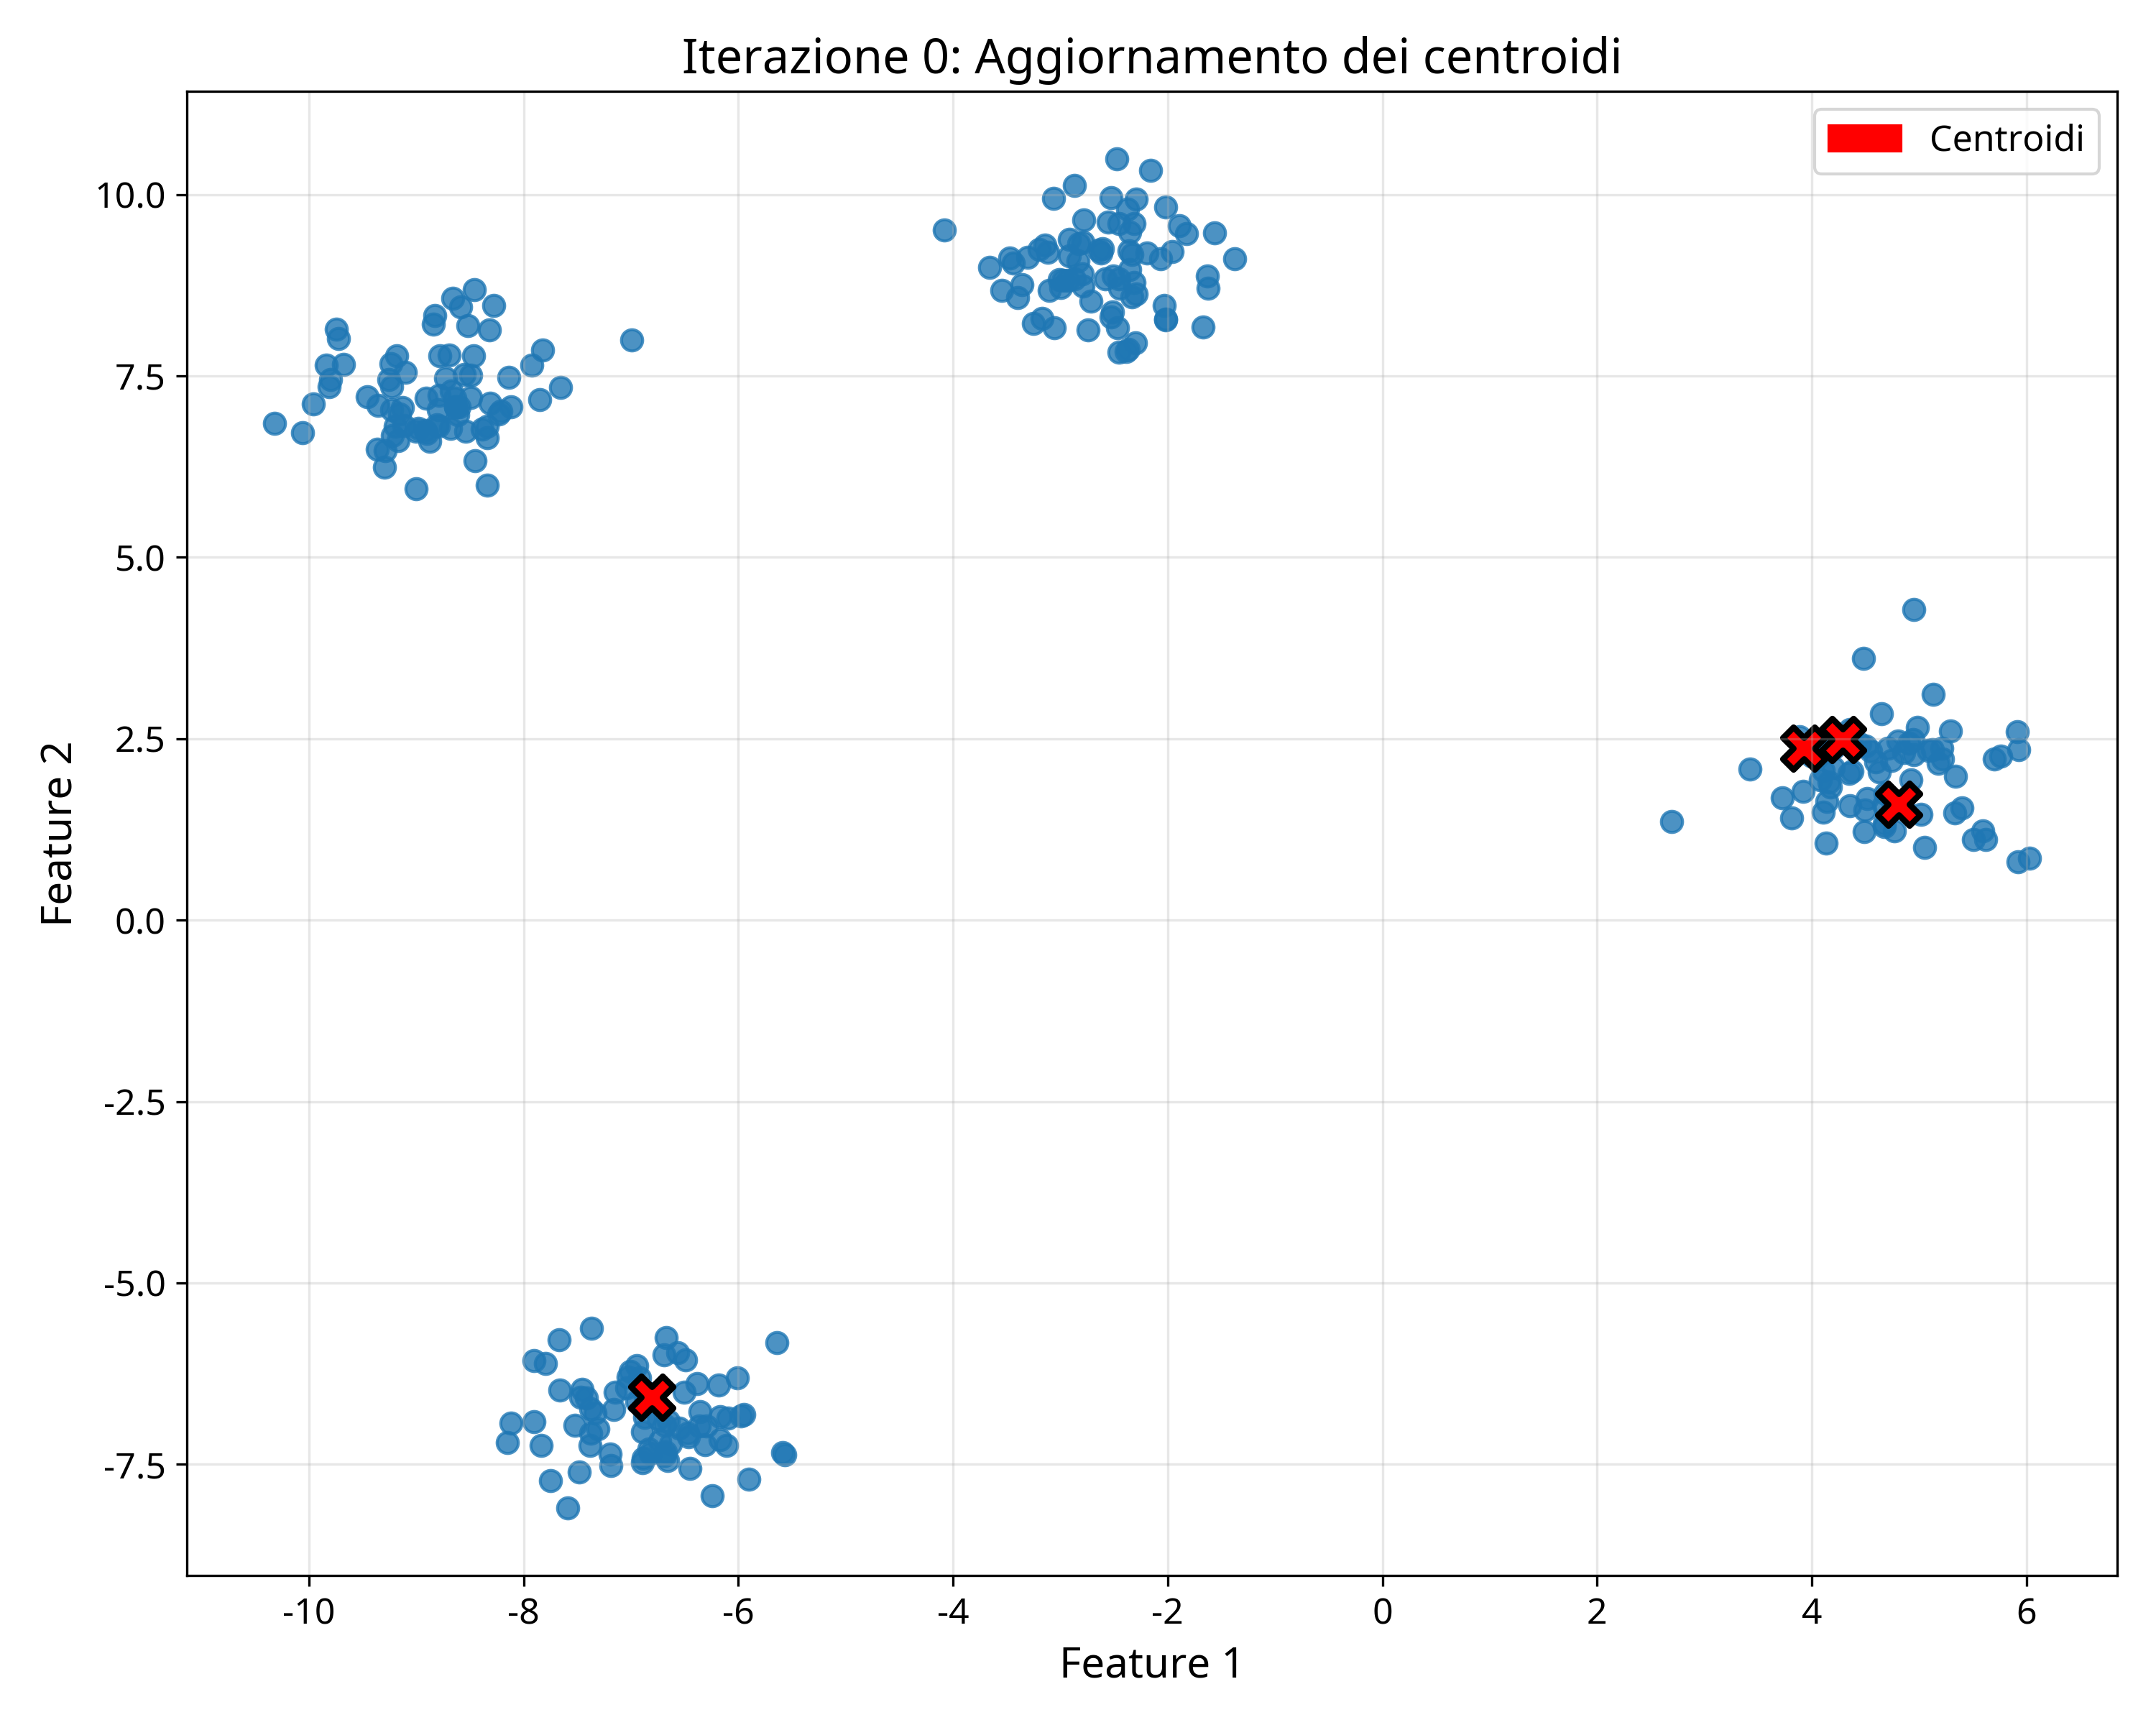 Iterazione 0: Aggiornamento dei centroidi
Centroidi
10.0
7.5
5.0
2.5
0.0
-2.5
-5.0
-7.5
Feature 2
-10 -8 -6 -4 -2 0 2 4 6
Feature 1